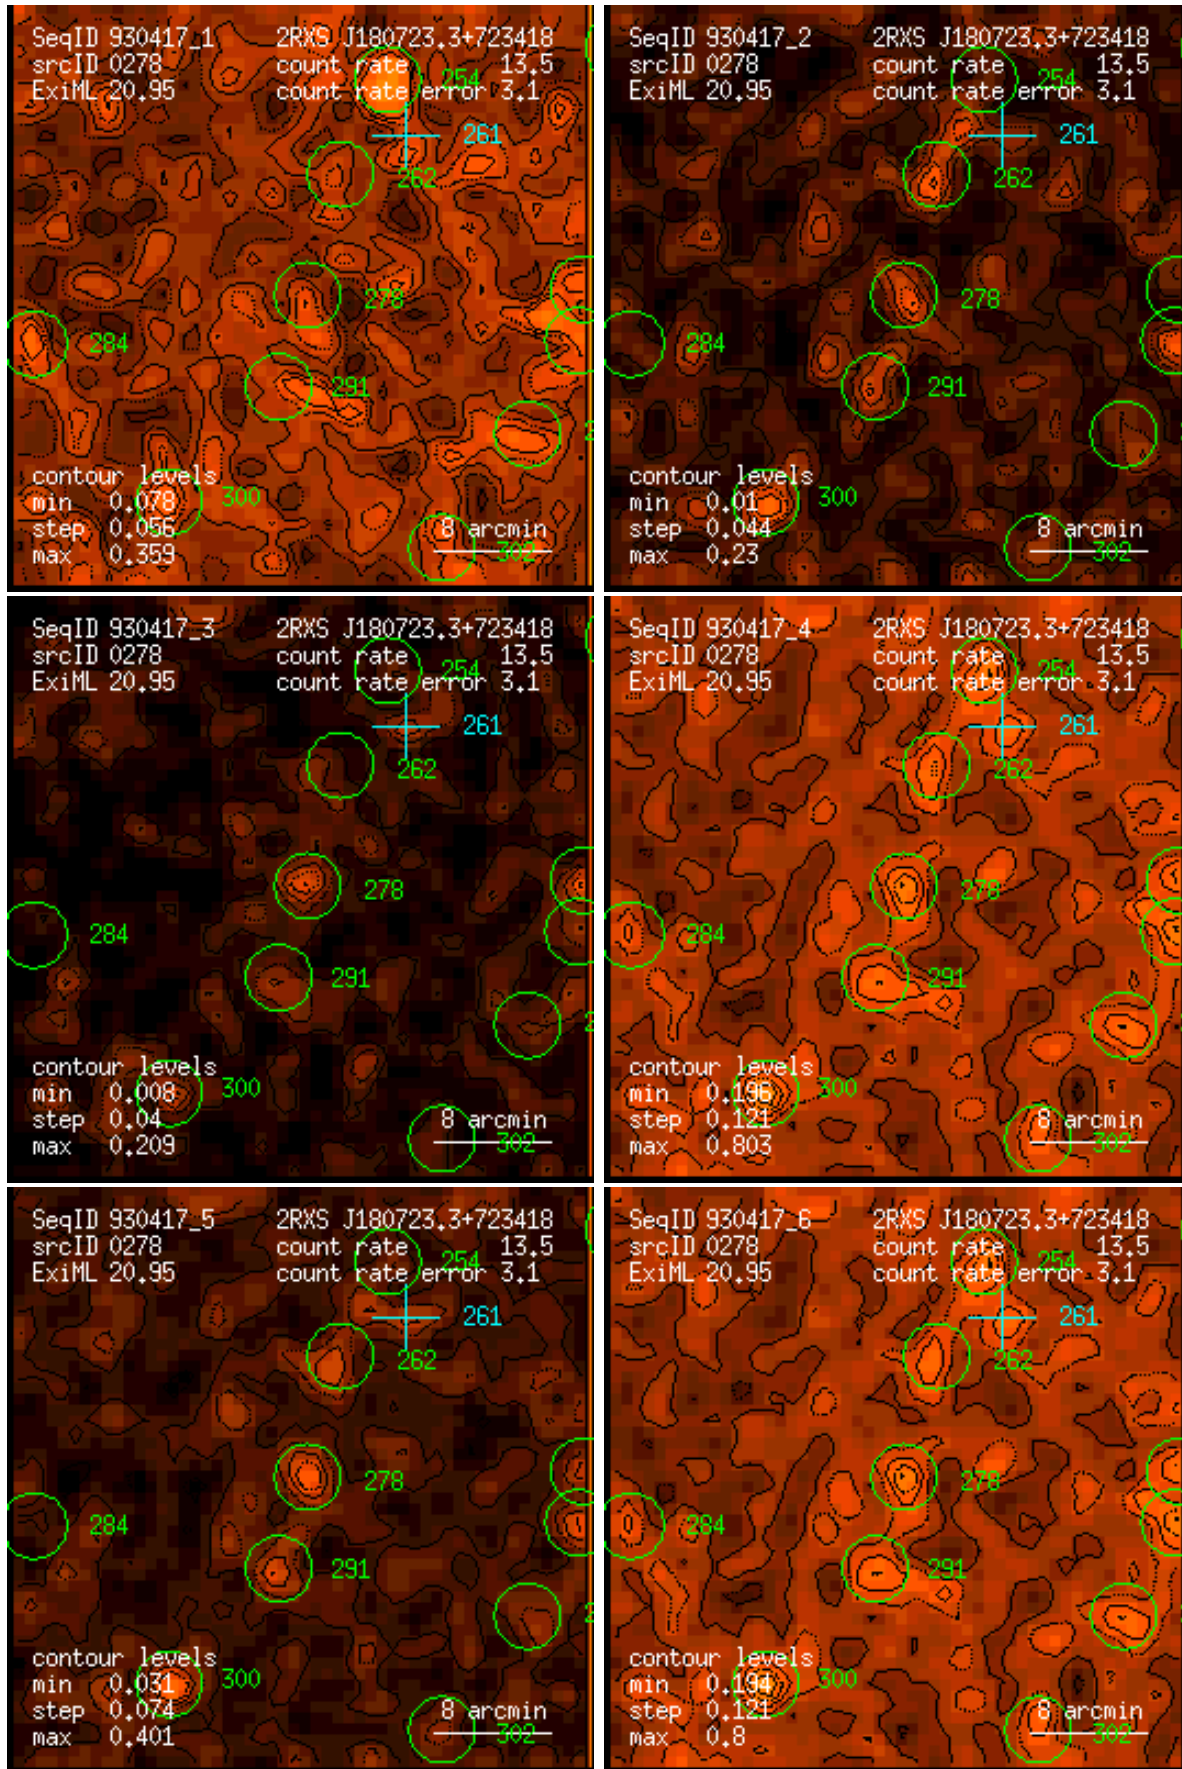 SeqID 930417_1 2RXS J180723.3+723418
srcID 0278 count rate 13.5
ExiML 20.95 count rate error 3.1
254
261
262
278
284
291
contour levels
min 0.078 300
step 0.056 8 arcmin
max 0.359 302
SeqID 930417_2 2RXS J180723.3+723418
srcID 0278 count rate 13.5
ExiML 20.95 count rate error 3.1
254
261
262
278
284
291
contour levels
min 0.01 300
step 0.044 8 arcmin
max 0.23 302
SeqID 930417_3 2RXS J180723.3+723418
srcID 0278 count rate 13.5
ExiML 20.95 count rate error 3.1
254
261
262
278
284
291
contour levels
min 0.008 300
step 0.04 8 arcmin
max 0.209 302
SeqID 930417_4 2RXS J180723.3+723418
srcID 0278 count rate 13.5
ExiML 20.95 count rate error 3.1
254
261
262
278
284
291
contour levels
min 0.196 300
step 0.121 8 arcmin
max 0.803 302
SeqID 930417_5 2RXS J180723.3+723418
srcID 0278 count rate 13.5
ExiML 20.95 count rate error 3.1
254
261
262
278
284
291
contour levels
min 0.031 300
step 0.074 8 arcmin
max 0.401 302
SeqID 930417_6 2RXS J180723.3+723418
srcID 0278 count rate 13.5
ExiML 20.95 count rate error 3.1
254
261
262
278
284
291
contour levels
min 0.194 300
step 0.121 8 arcmin
max 0.8 302